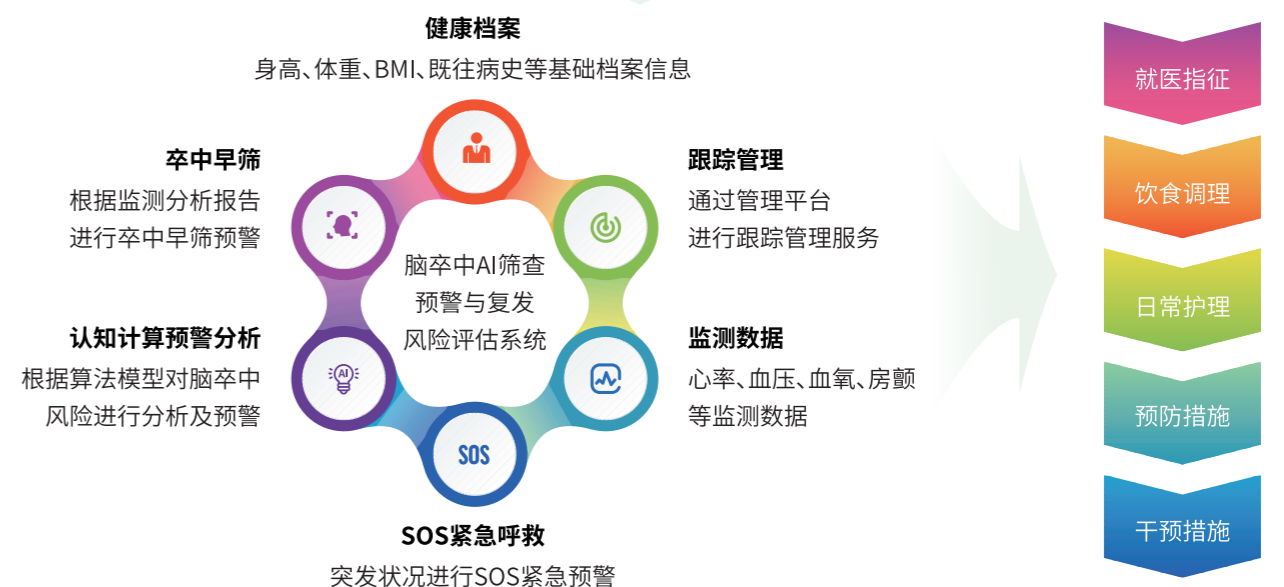 健康档案
身高、体重、BMI、既往病史等基础档案信息
卒中早筛
根据监测分析报告
进行卒中早筛预警
跟踪管理
通过管理平台
进行跟踪管理服务
脑卒中AI筛查
预警与复发
风险评估系统
认知计算预警分析
根据算法模型对脑卒中
风险进行分析及预警
AI
监测数据
心率、血压、血氧、房颤
等监测数据
SOS
SOS紧急呼救
突发状况进行SOS紧急预警
就医指征
饮食调理
日常护理
预防措施
干预措施